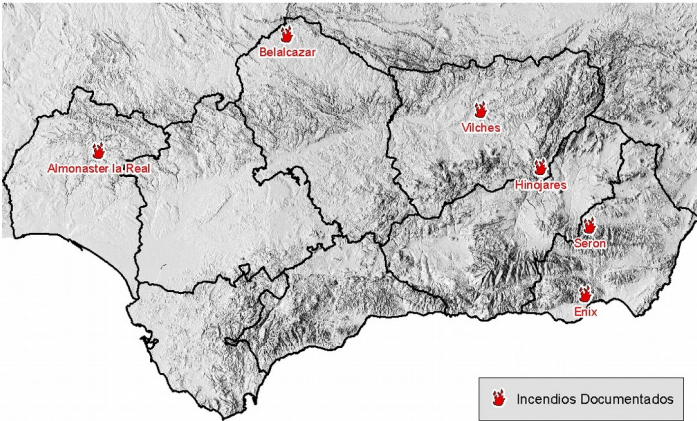 Belalcazar
Vilches
Almonaster la Real
Hinojares
Seron
Enix
Incendios Documentados